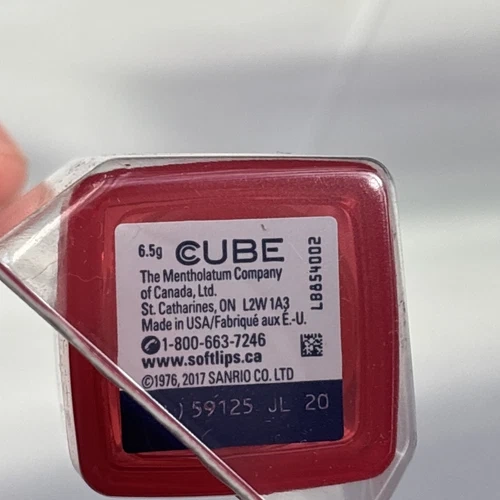 6.5g CUBE
The Mentholatum Company
of Canada, Ltd.
St. Catharines, ON L2W 1A3
Made in USA/Fabriqué aux É.-U.
1-800-663-7246
www.softlips.ca
©1976, 2017 SANRIO CO. LTD
LB854002
) 59125 JL 20